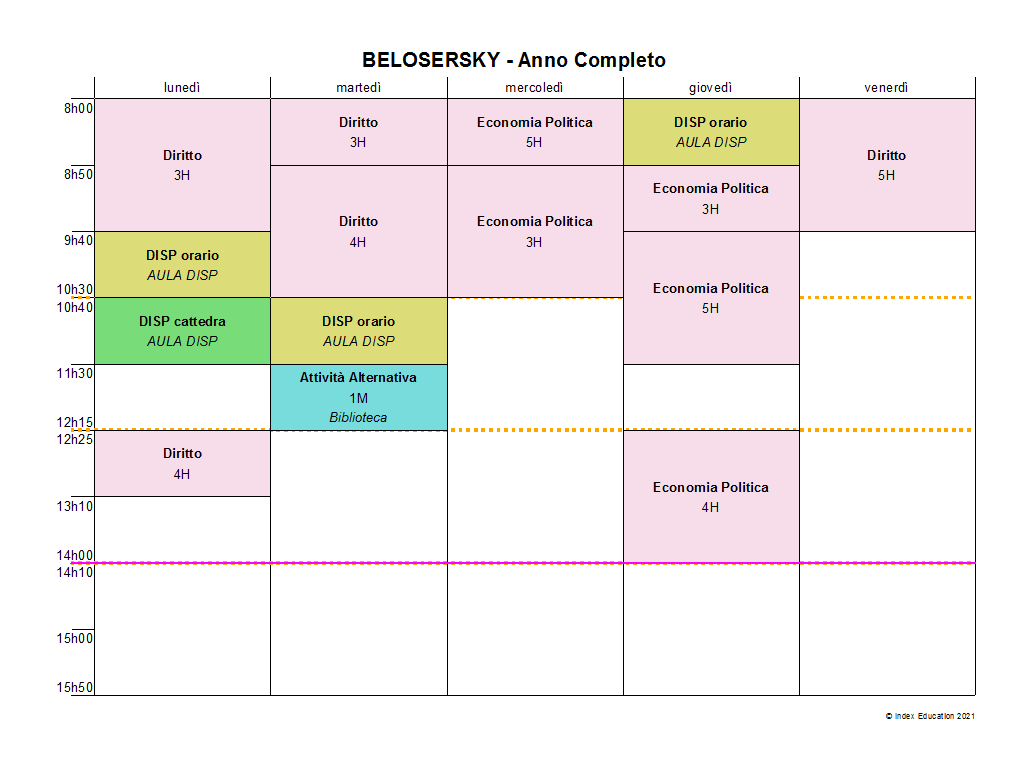 BELOSERSKY - Anno Completo
lunedì
martedì
mercoledì
giovedì
venerdì
8h00
8h50
9h40
10h30
10h40
11h30
12h15
12h25
13h10
14h00
14h10
15h00
15h50
Diritto
3H
DISP orario
AULA DISP
DISP cattedra
AULA DISP
Diritto
4H
Diritto
3H
Diritto
4H
DISP orario
AULA DISP
Attività Alternativa
1M
Biblioteca
Economia Politica
5H
Economia Politica
3H
DISP orario
AULA DISP
Economia Politica
3H
Economia Politica
5H
Economia Politica
4H
Diritto
5H
© Index Education 2021